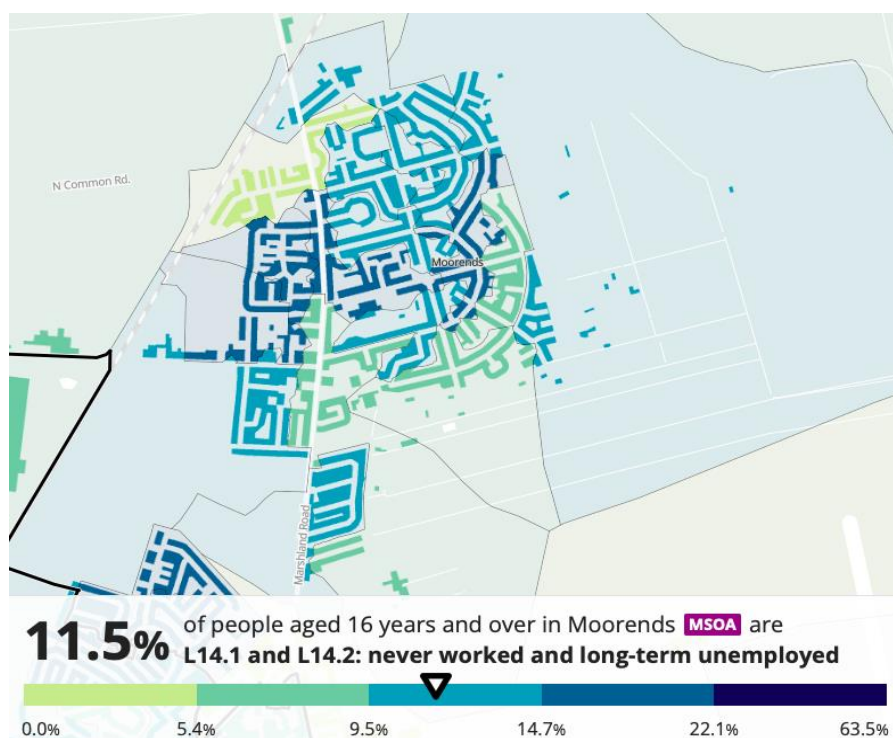 N Common Rd.
Moorends
Marshland Road
11.5% of people aged 16 years and over in Moorends MSOA are
L14.1 and L14.2: never worked and long-term unemployed
0.0% 5.4% 9.5% 14.7% 22.1% 63.5%